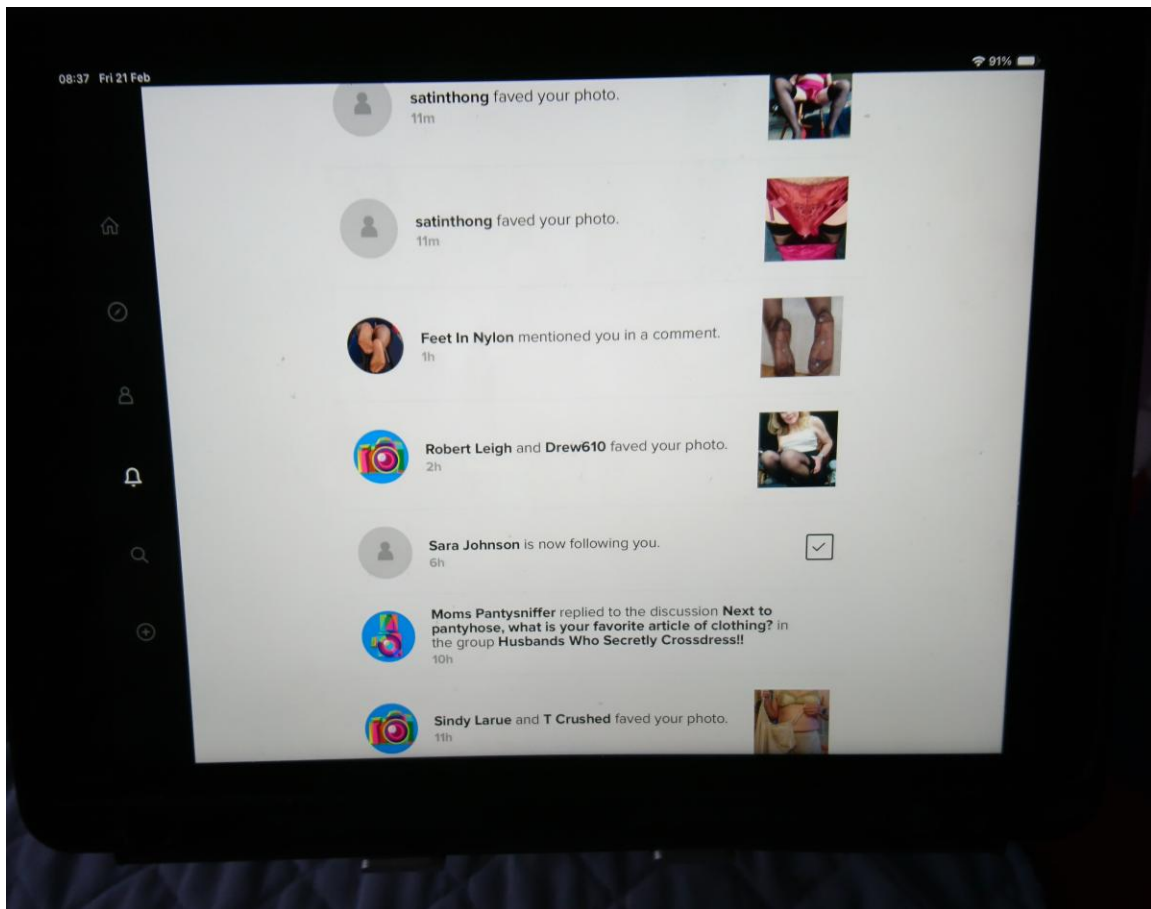 08:37 Fri 21 Feb
91%
satinthong faved your photo.
11m
satinthong faved your photo.
11m
Feet In Nylon mentioned you in a comment.
1h
Robert Leigh and Drew610 faved your photo.
2h
Sara Johnson is now following you.
6h
Moms Pantysniffer replied to the discussion Next to
pantyhose, what is your favorite article of clothing? in
the group Husbands Who Secretly Crossdress!!
10h
Sindy Larue and T Crushed faved your photo.
11h